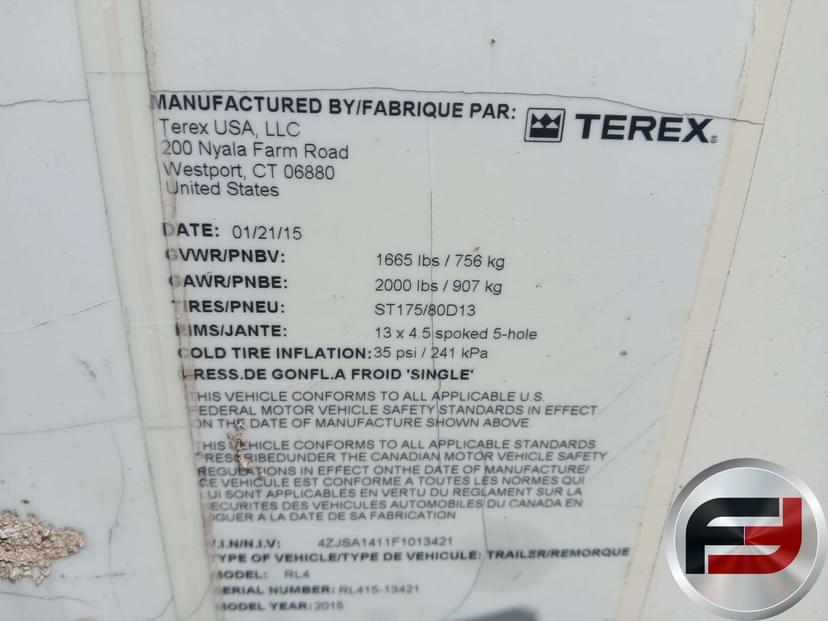 MANUFACTURED BY/FABRIQUE PAR: TEREX
Terex USA, LLC
200 Nyala Farm Road
Westport, CT 06880
United States
DATE: 01/21/15
GVWR/PNBV: 1665 lbs / 756 kg
GAWR/PNBE: 2000 lbs / 907 kg
TIRES/PNEU: ST175/80D13
RIMS/JANTE: 13 x 4.5 spoked 5-hole
COLD TIRE INFLATION: 35 psi / 241 kPa
PRESS.DE GONFL.A FROID 'SINGLE'
THIS VEHICLE CONFORMS TO ALL APPLICABLE U.S.
FEDERAL MOTOR VEHICLE SAFETY STANDARDS IN EFFECT
ON THE DATE OF MANUFACTURE SHOWN ABOVE.
THIS VEHICLE CONFORMS TO ALL APPLICABLE STANDARDS
PRESCRIBEDUNDER THE CANADIAN MOTOR VEHICLE SAFETY
REGULATIONS IN EFFECT ONTHE DATE OF MANUFACTURE/
CE VEHICULE EST CONFORME A TOUTES LES NORMES QUI
LUI SONT APPLICABLES EN VERTU DU REGLEMENT SUR LA
SECURITES DES VEHICULES AUTOMOBILES DU CANADA EN
IGUER A LA DATE DE SA FABRICATION
V.I.N/N.I.V: 4ZJSA1411F1013421
TYPE OF VEHICLE/TYPE DE VEHICULE: TRAILER/REMORQUE
MODEL: RL4
SERIAL NUMBER: RL415-13421
MODEL YEAR: 2015